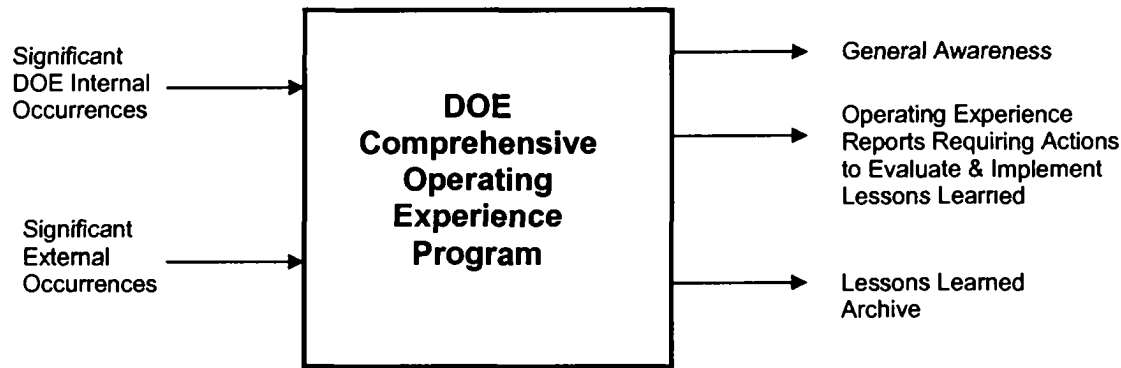 Significant
DOE Internal
Occurrences
Significant
External
Occurrences
DOE
Comprehensive
Operating
Experience
Program
General Awareness
Operating Experience
Reports Requiring Actions
to Evaluate & Implement
Lessons Learned
Lessons Learned
Archive